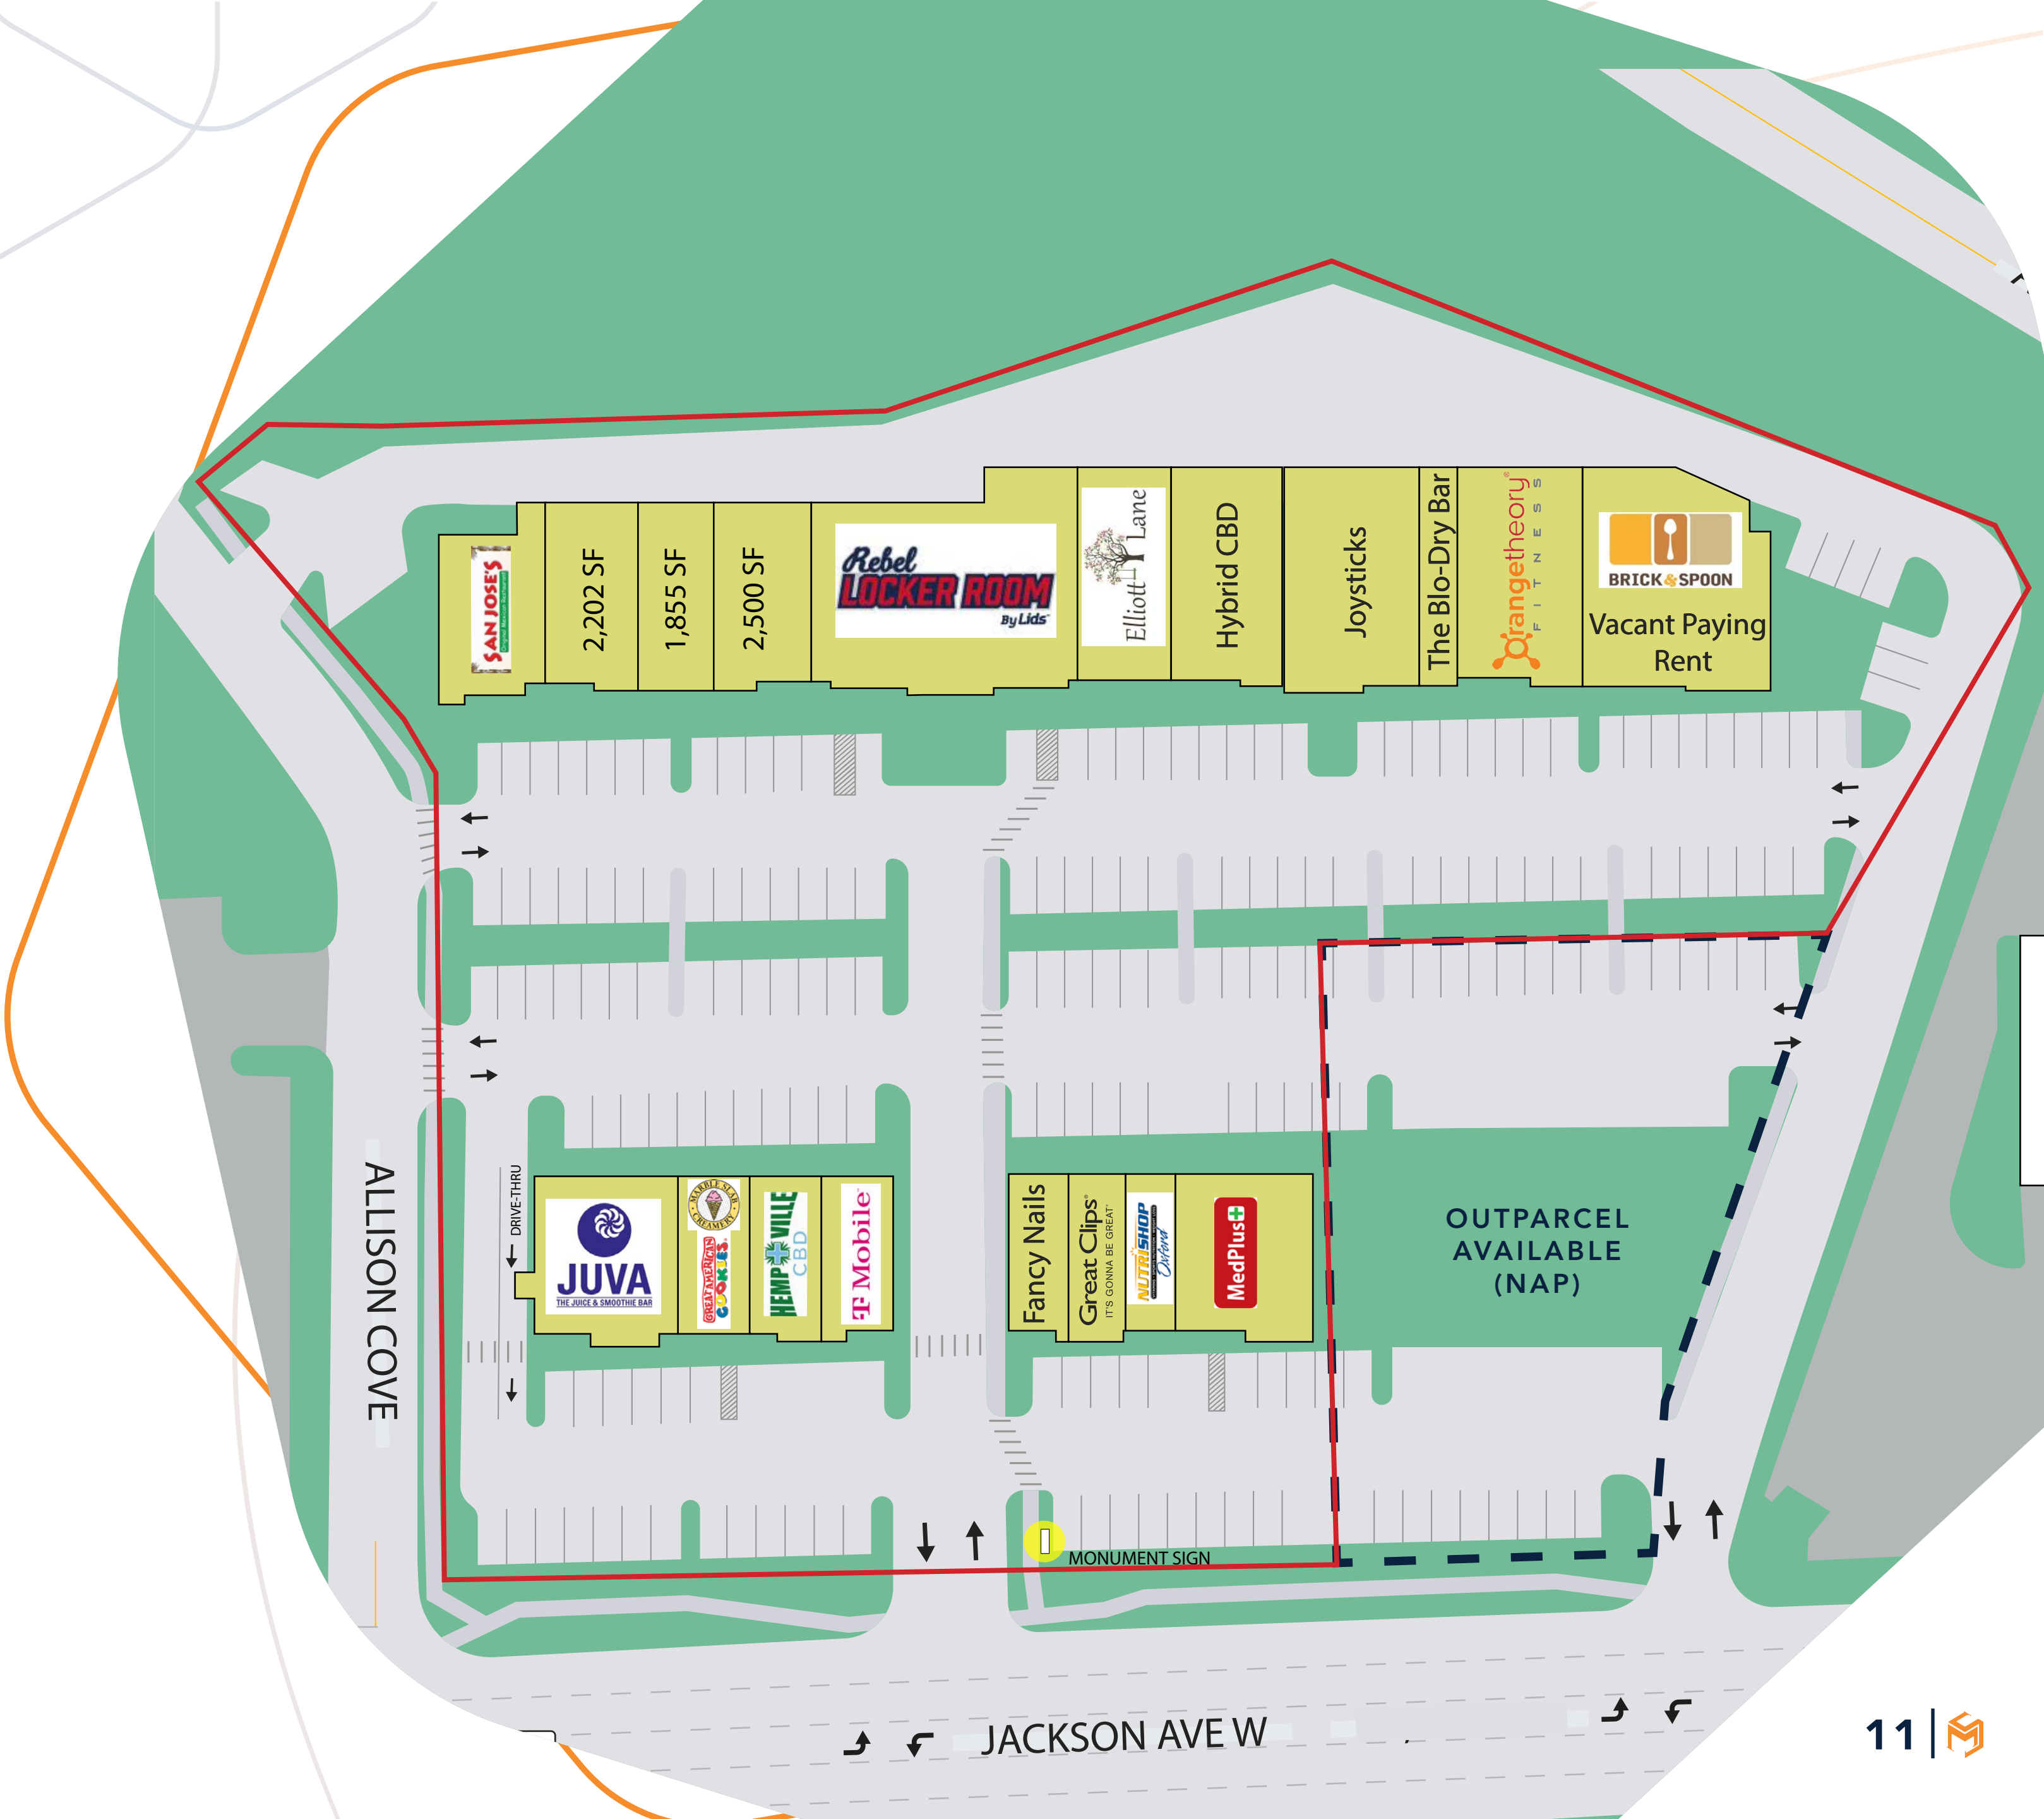 SAN JOSE'S
2,202 SF
1,855 SF
2,500 SF
Rebel
LOCKER ROOM
By Lids
Elliott Lane
Hybrid CBD
Joysticks
The Blo-Dry Bar
Orangetheory®
FITNESS
BRICK & SPOON
Vacant Paying
Rent
DRIVE-THRU
JUVA
THE JUICE & SMOOTHIE BAR
MARBLE SLAB
CREAMERY
GREAT AMERICAN
COOKIES
HEMP VILLE
CBD
T Mobile
Fancy Nails
Great Clips®
IT'S GONNA BE GREAT®
NUTRISHOP
Oxford
MedPlus
OUTPARCEL
AVAILABLE
(NAP)
ALLISON COVE
MONUMENT SIGN
JACKSON AVE W
11